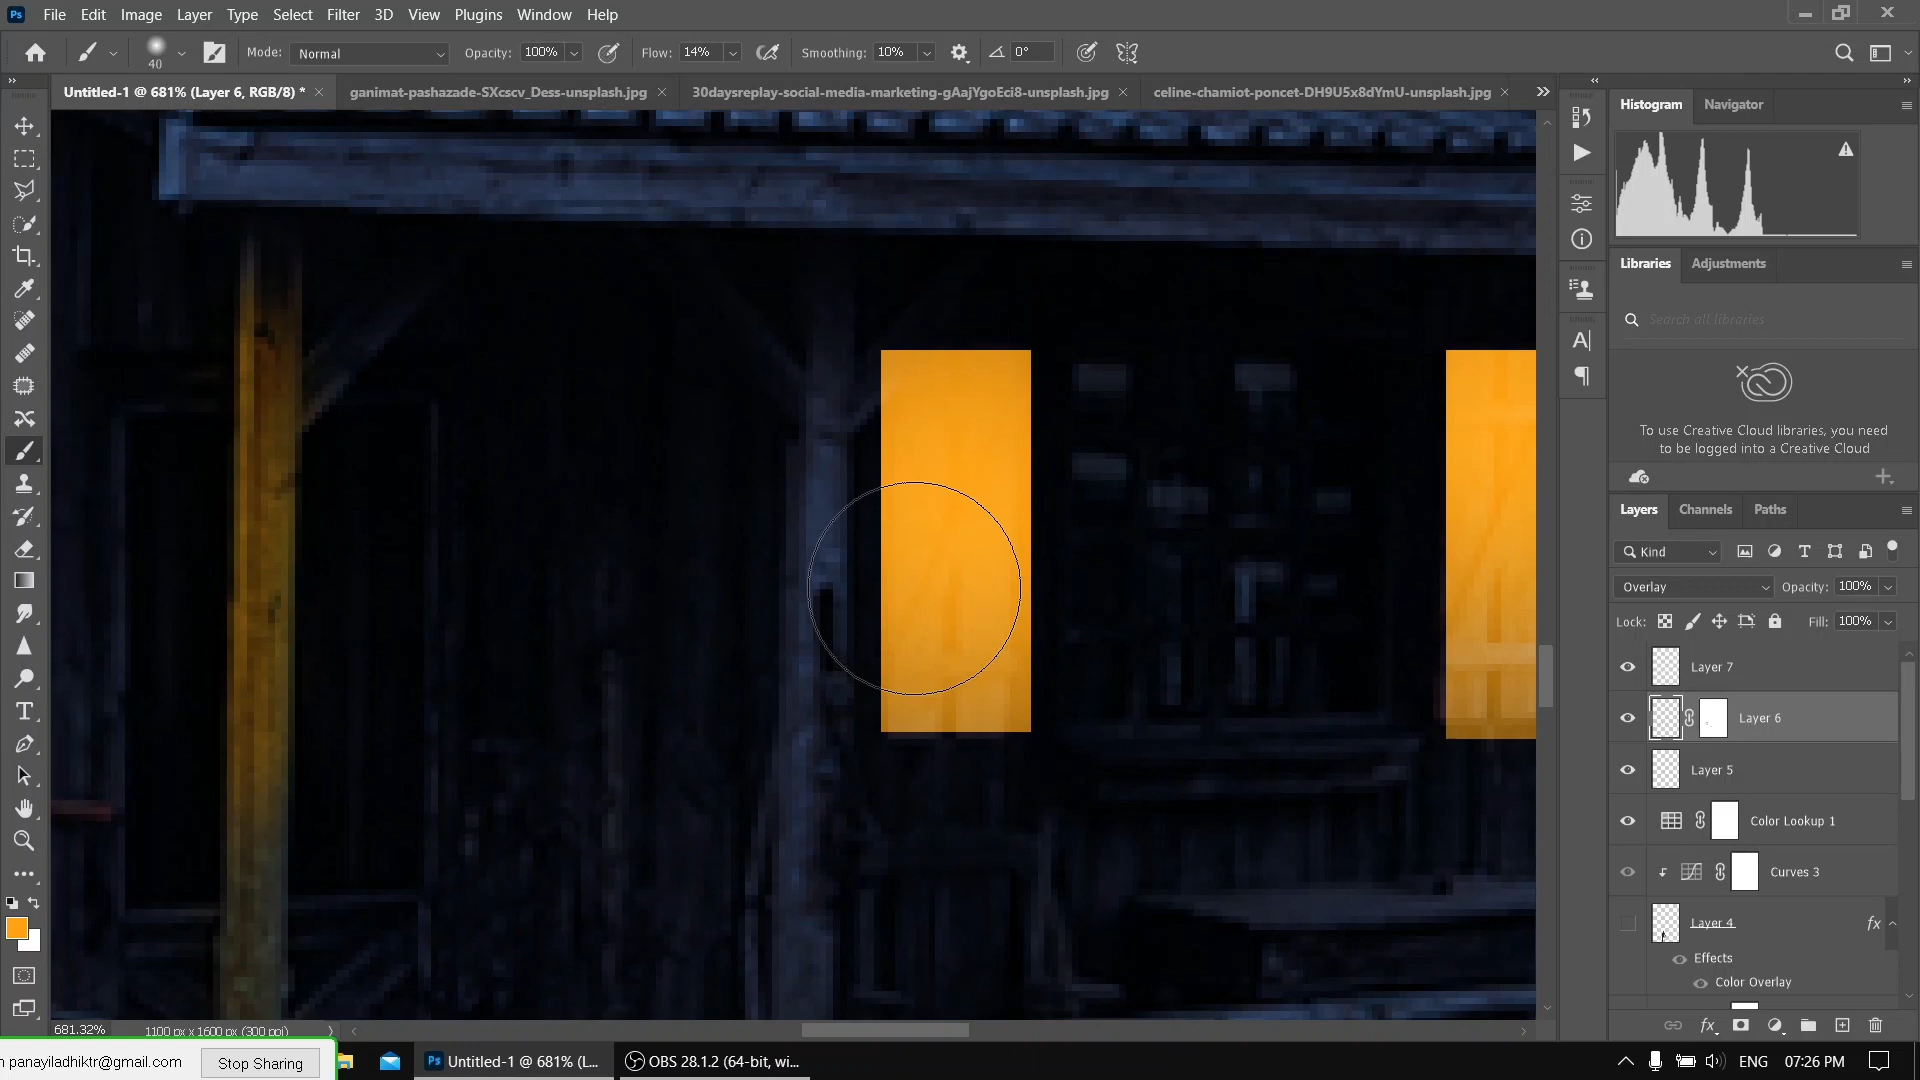 Ps File Edit Image Layer Type Select Filter 3D View Plugins Window Help
40 Mode: Normal Opacity: 100% Flow: 14% Smoothing: 10% 0°
Untitled-1 @ 681% (Layer 6, RGB/8) * ganimat-pashazade-SXcscv_Dess-unsplash.jpg 30daysreplay-social-media-marketing-gAajYgoEci8-unsplash.jpg celine-chamiot-poncet-DH9U5x8dYmU-unsplash.jpg
Histogram Navigator
Libraries Adjustments
Search all libraries
To use Creative Cloud libraries, you need
to be logged into a Creative Cloud
Layers Channels Paths
Kind
Overlay Opacity: 100%
Lock: Fill: 100%
Layer 7
Layer 6
Layer 5
Color Lookup 1
Curves 3
Layer 4 fx
Effects
Color Overlay
681.32% 1100 px x 1600 px (300 ppi)
panayiladhiktr@gmail.com Stop Sharing
Ps Untitled-1 @ 681% (L... OBS 28.1.2 (64-bit, wi... ENG 07:26 PM